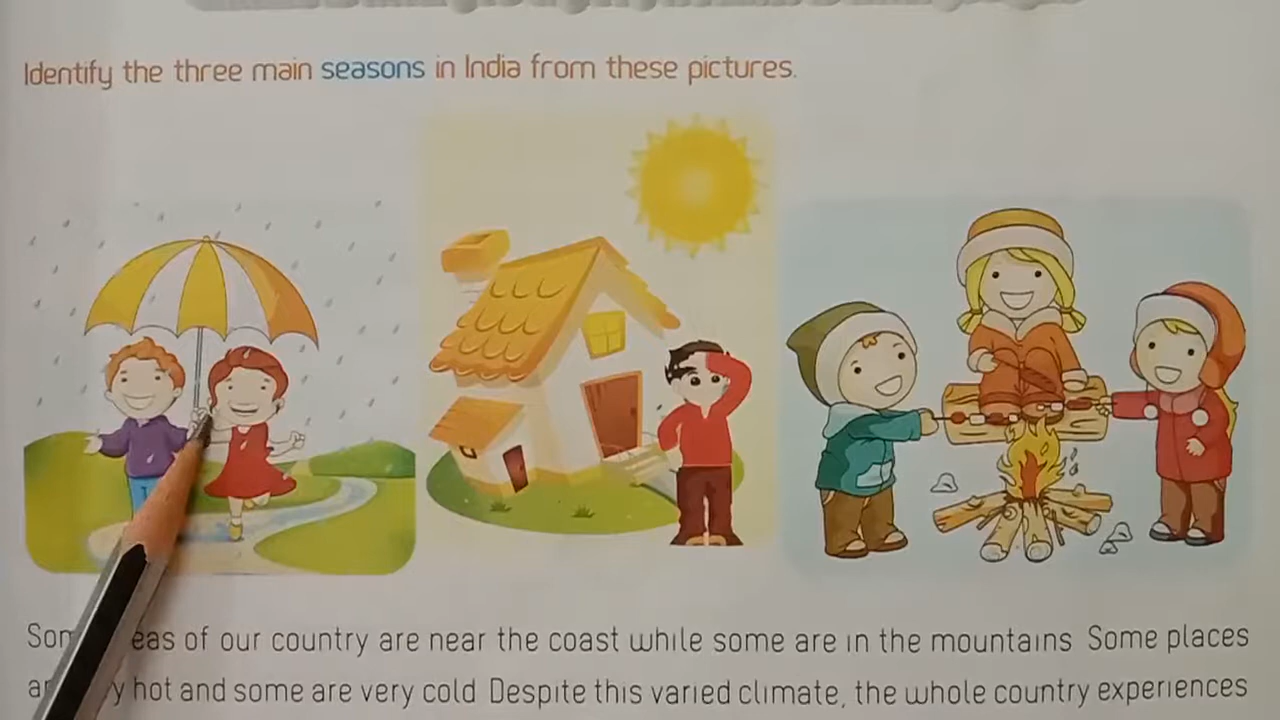 Identify the three main seasons in India from these pictures.
of our country are near the coast while some are in the mountains Some places
hot and some are very cold Despite this varied climate, the whole country experiences